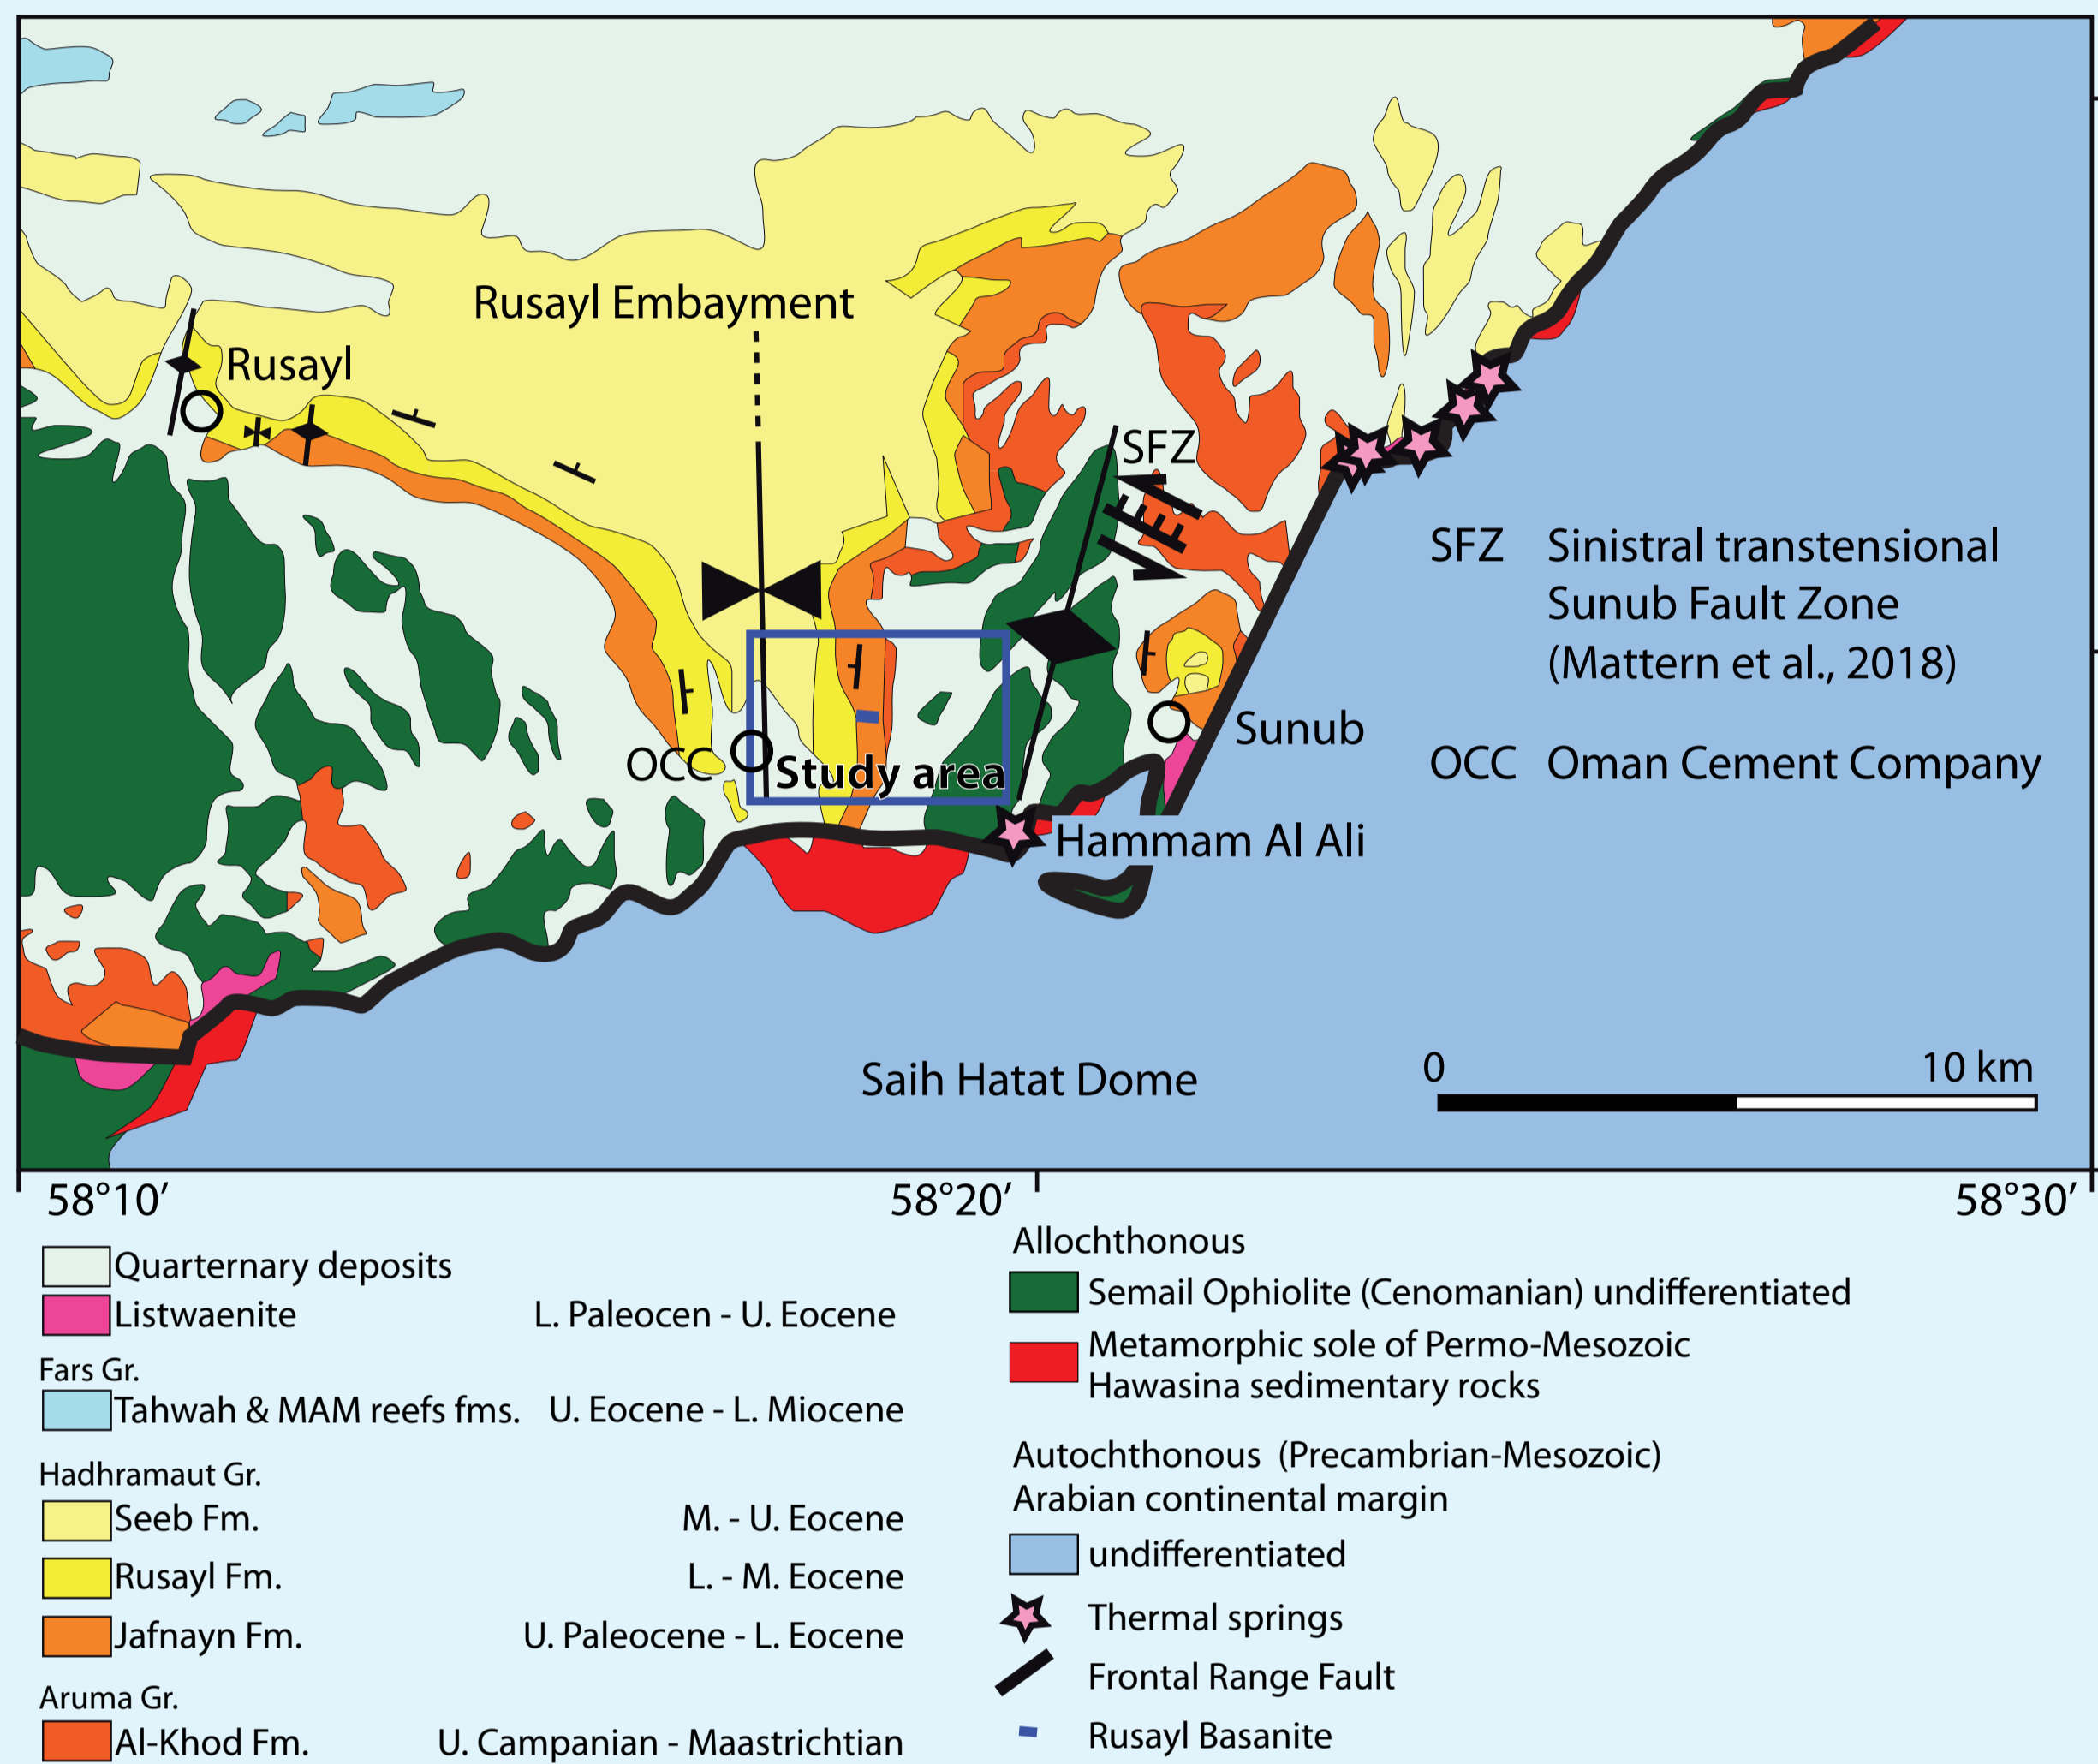 Rusayl Embayment
Rusayl
SFZ
SFZ Sinistral transtensional
Sunub Fault Zone
(Mattern et al., 2018)
Sunub
OCC
Study area
OCC Oman Cement Company
Hammam Al Ali
Saih Hatat Dome
0 10 km
58°10′ 58°20′ 58°30′
Quarternary deposits
Listwaenite L. Paleocen - U. Eocene
Fars Gr.
Tahwah & MAM reefs fms. U. Eocene - L. Miocene
Hadhramaut Gr.
Seeb Fm. M. - U. Eocene
Rusayl Fm. L. - M. Eocene
Jafnayn Fm. U. Paleocene - L. Eocene
Aruma Gr.
Al-Khod Fm. U. Campanian - Maastrichtian
Allochthonous
Semail Ophiolite (Cenomanian) undifferentiated
Metamorphic sole of Permo-Mesozoic
Hawasina sedimentary rocks
Autochthonous (Precambrian-Mesozoic)
Arabian continental margin
undifferentiated
Thermal springs
Frontal Range Fault
Rusayl Basanite